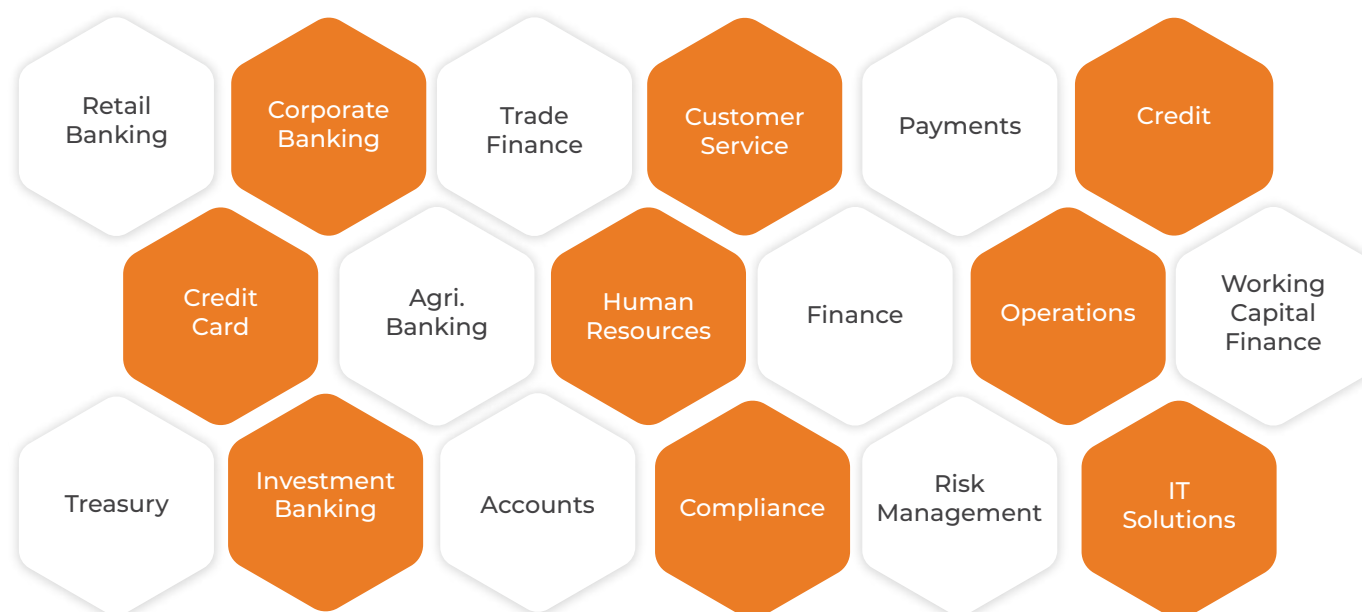 Retail
Banking
Corporate
Banking
Trade
Finance
Customer
Service
Payments
Credit
Credit
Card
Agri.
Banking
Human
Resources
Finance
Operations
Working
Capital
Finance
Treasury
Investment
Banking
Accounts
Compliance
Risk
Management
IT
Solutions